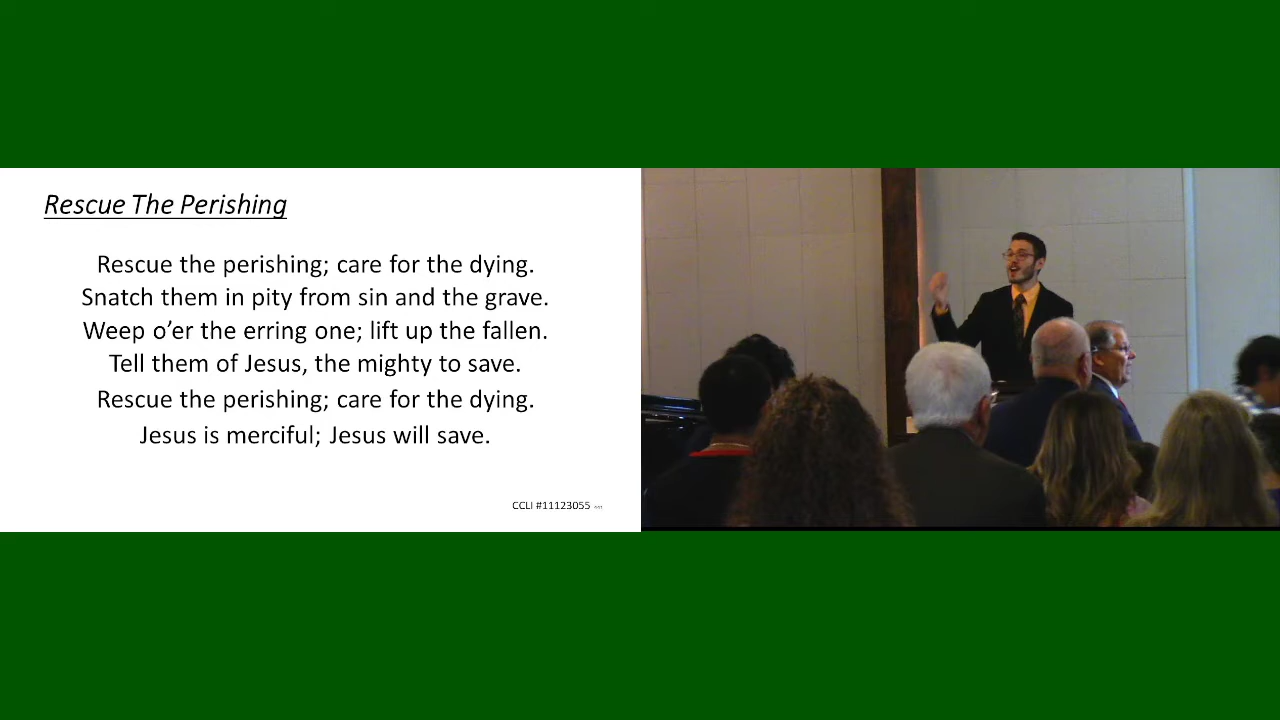 Rescue The Perishing
Rescue the perishing; care for the dying.
Snatch them in pity from sin and the grave.
Weep o’er the erring one; lift up the fallen.
Tell them of Jesus, the mighty to save.
Rescue the perishing; care for the dying.
Jesus is merciful; Jesus will save.
CCLI #11123055